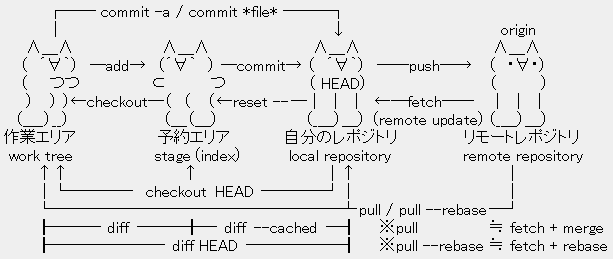 commit -a / commit *file*
origin
add
commit
push
(HEAD)
checkout
reset --
fetch
(remote update)
作業エリア 予約エリア 自分のレポジトリ リモートレポジトリ
work tree stage (index) local repository remote repository
checkout HEAD
pull / pull --rebase
diff diff --cached ※pull ≒ fetch + merge
diff HEAD ※pull --rebase ≒ fetch + rebase